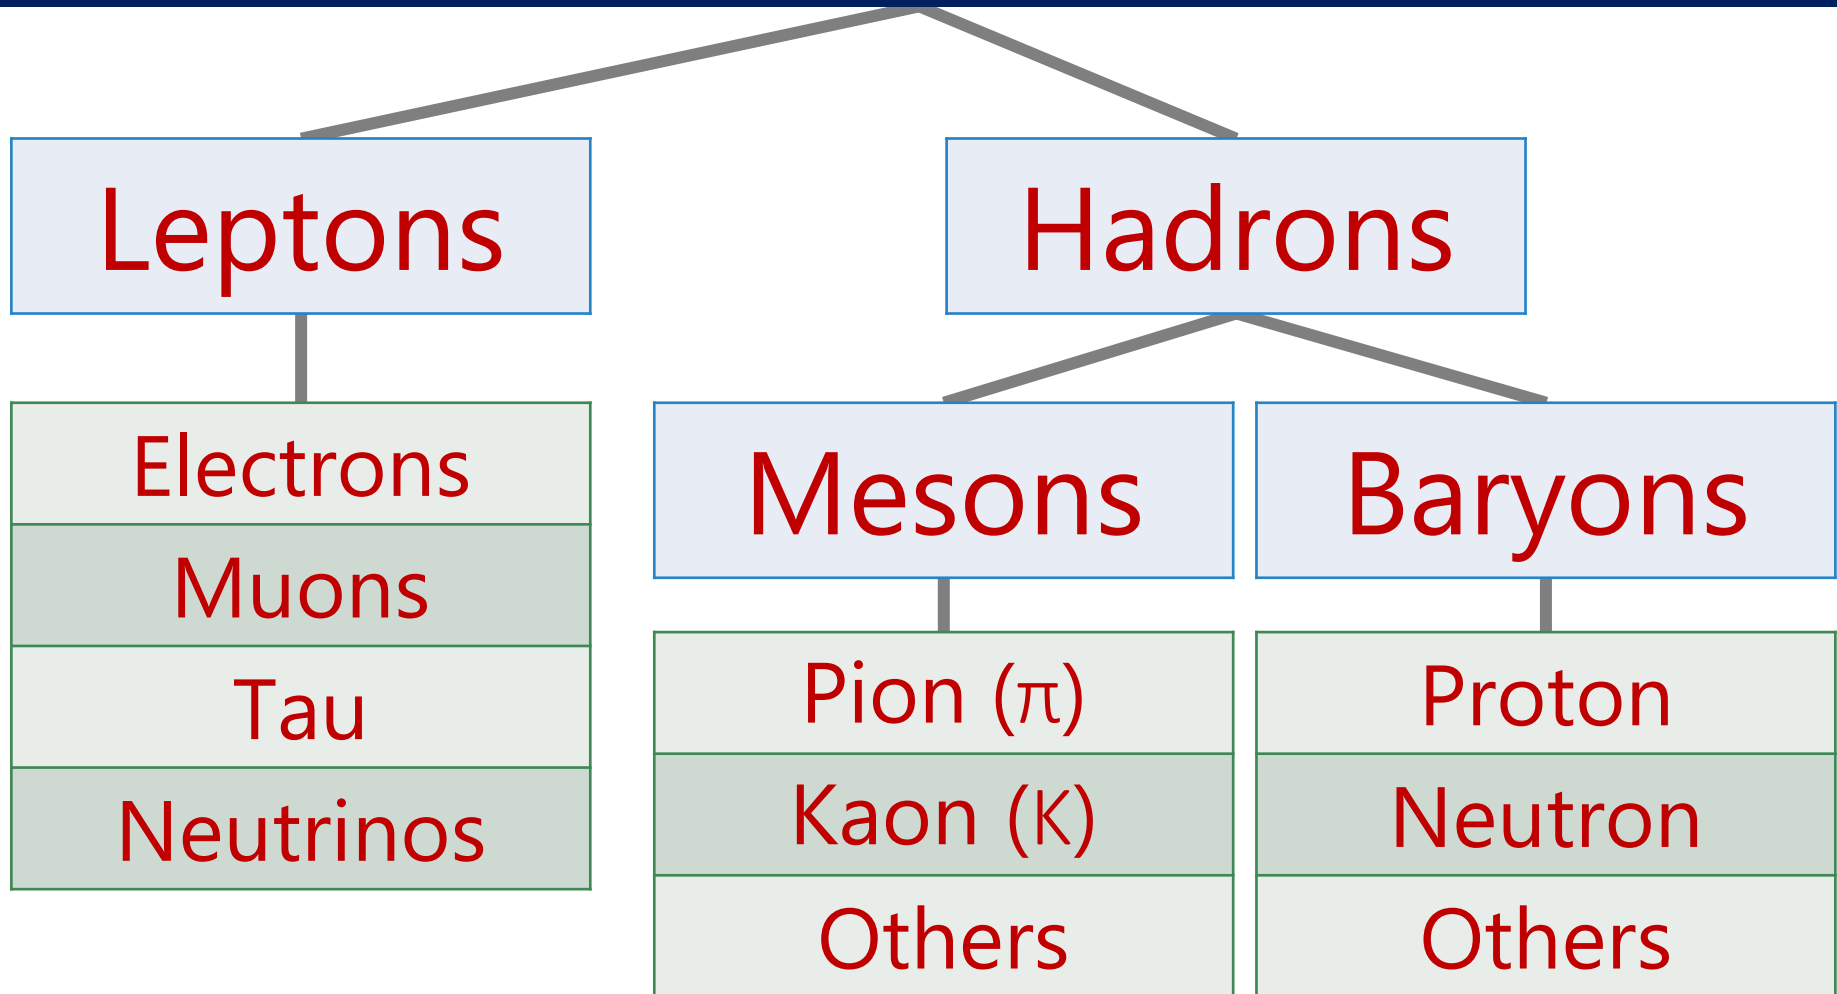 Leptons
Hadrons
Electrons
Muons
Tau
Neutrinos
Mesons
Baryons
Pion (π)
Kaon (K)
Others
Proton
Neutron
Others